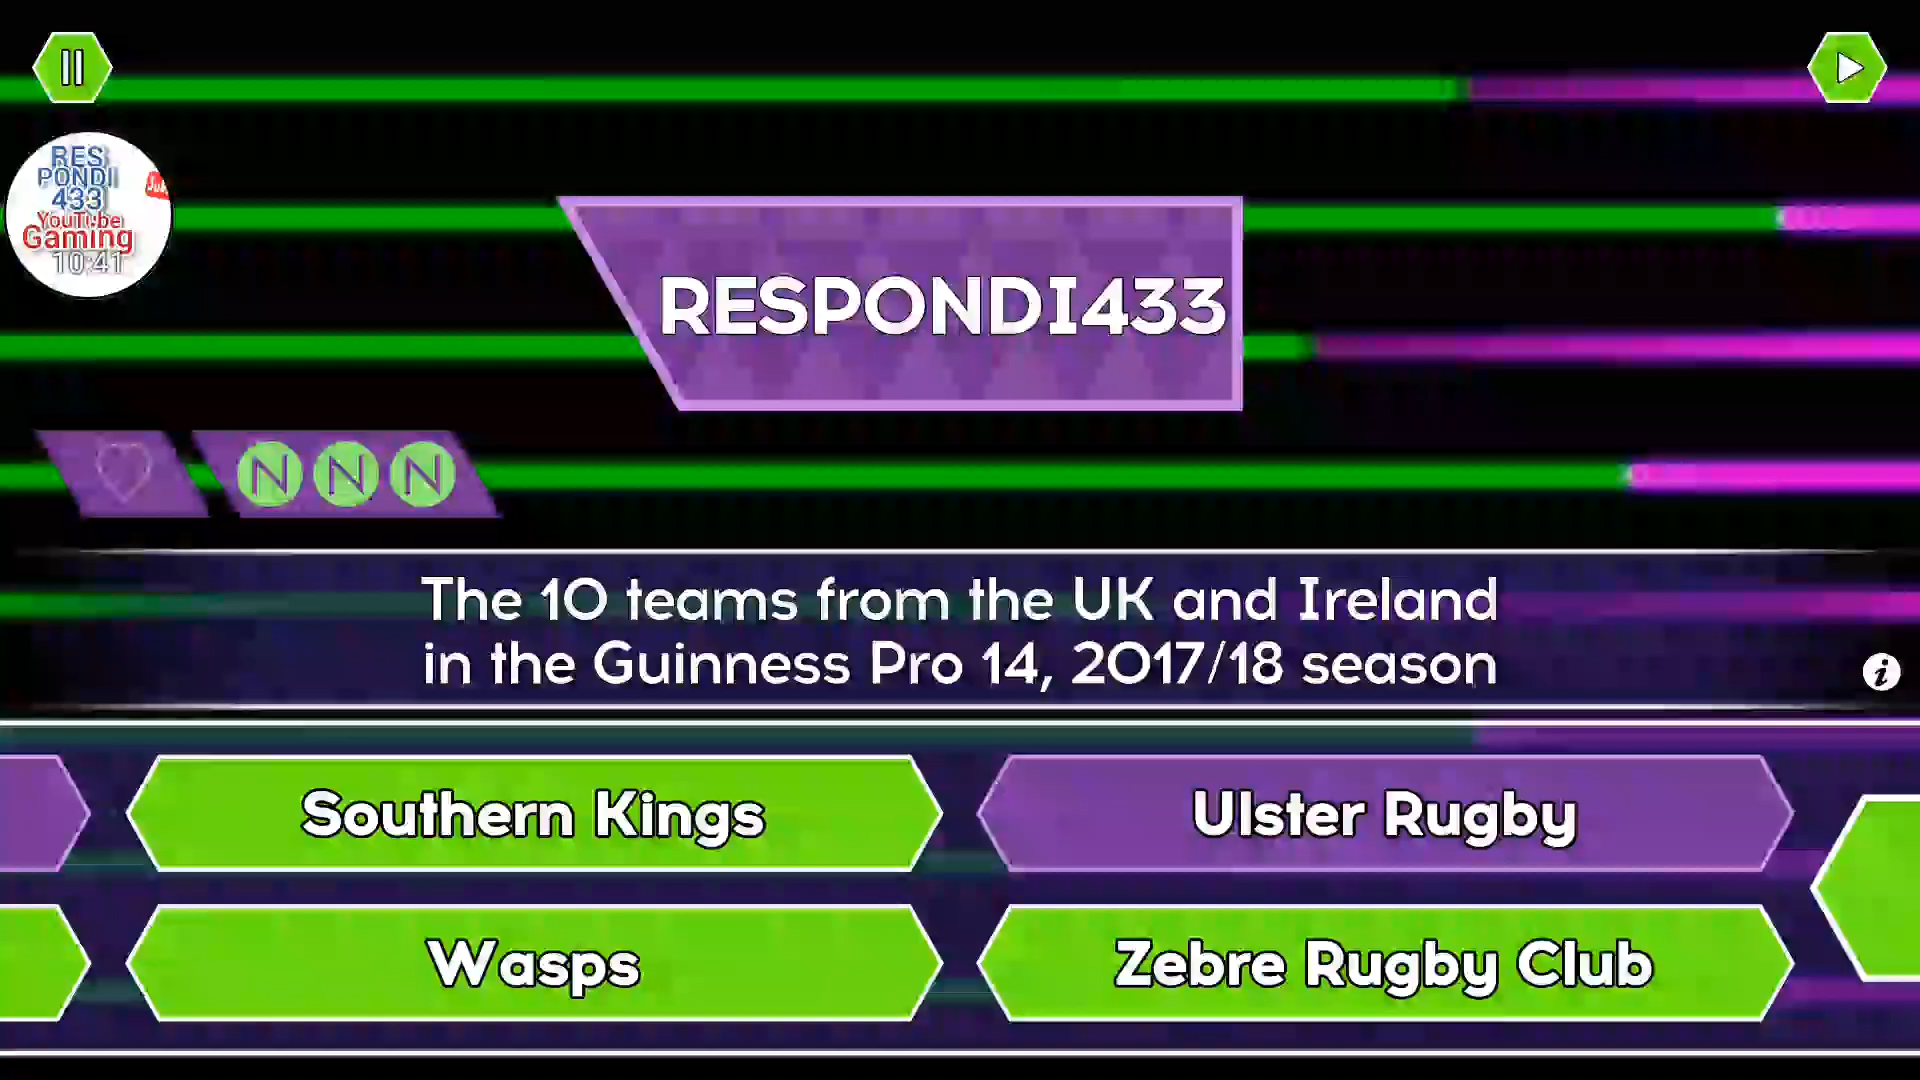 RES
PONDI
433
YouTube
Gaming
10:41
RESPONDI433
N N N
The 10 teams from the UK and Ireland
in the Guinness Pro 14, 2017/18 season
i
Southern Kings
Ulster Rugby
Wasps
Zebre Rugby Club